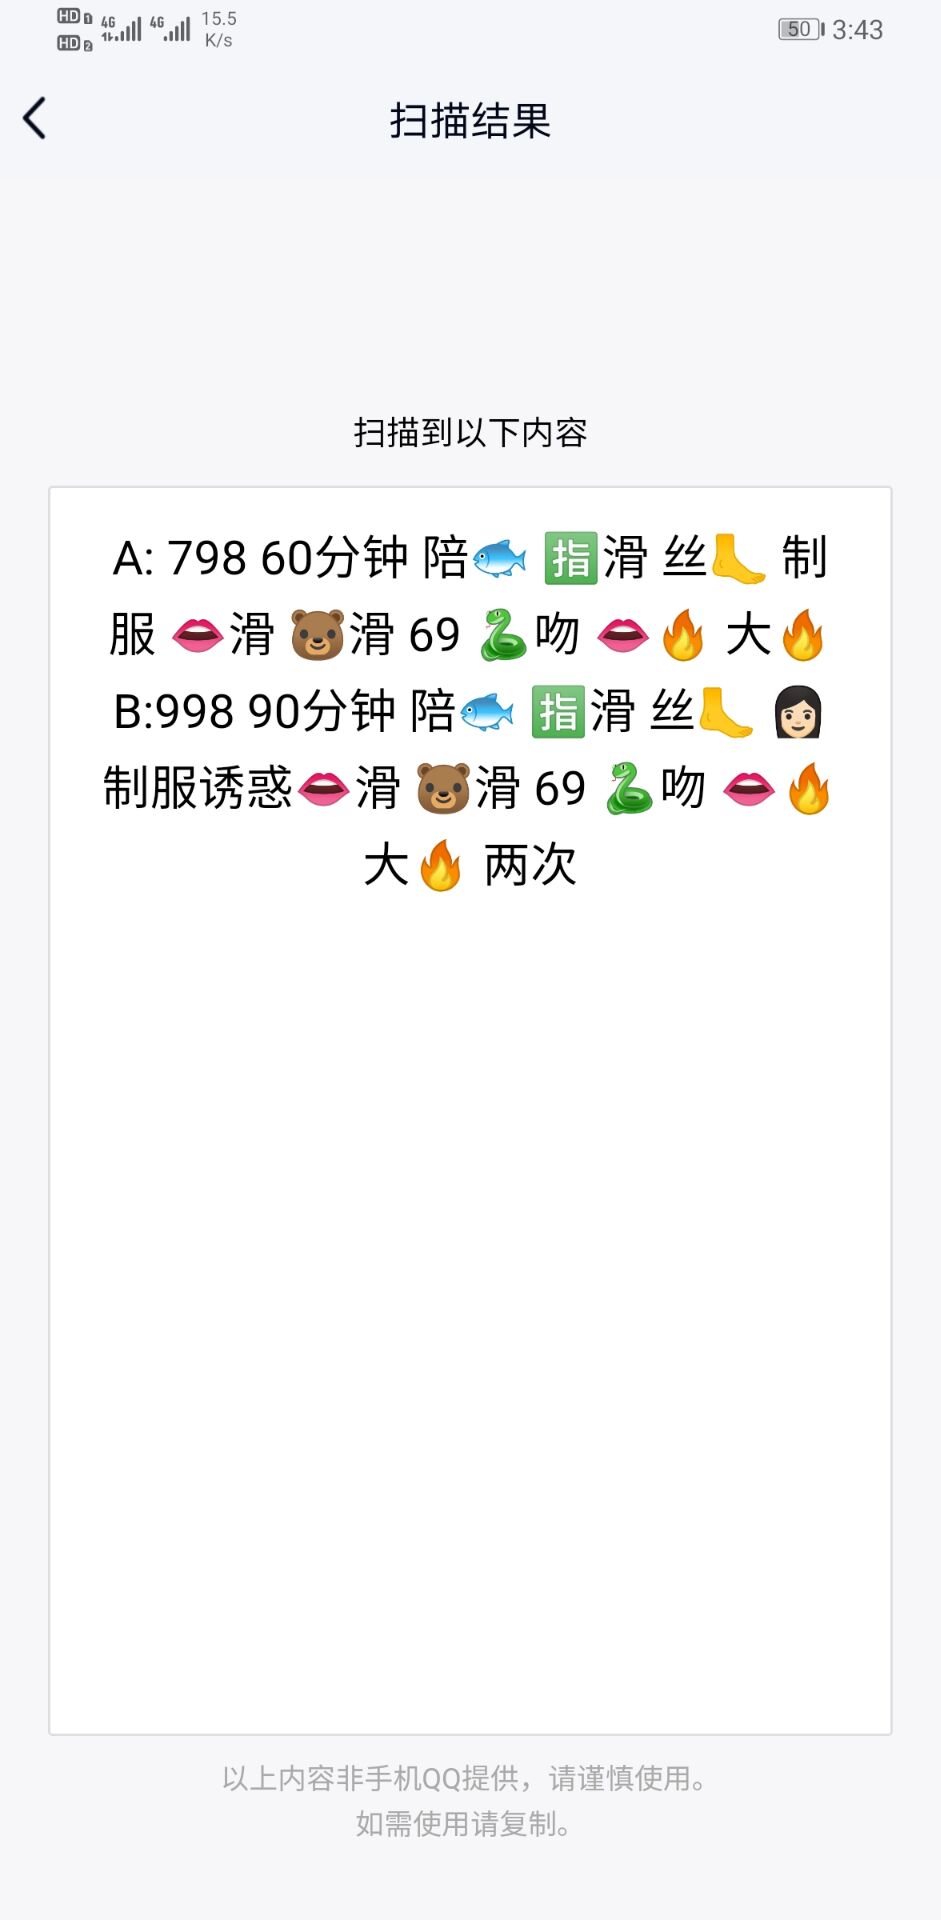 HD 1 4G 4G 15.5
HD 2 K/s 50 3:43
扫描结果
扫描到以下内容
A: 798 60分钟 陪🐟 🈯滑 丝🦶 制
服 👄滑 🐻滑 69 🐍吻 👄🔥 大🔥
B:998 90分钟 陪🐟 🈯滑 丝🦶 👩🏻
制服诱惑👄滑 🐻滑 69 🐍吻 👄🔥
大🔥 两次
以上内容非手机QQ提供，请谨慎使用。
如需使用请复制。